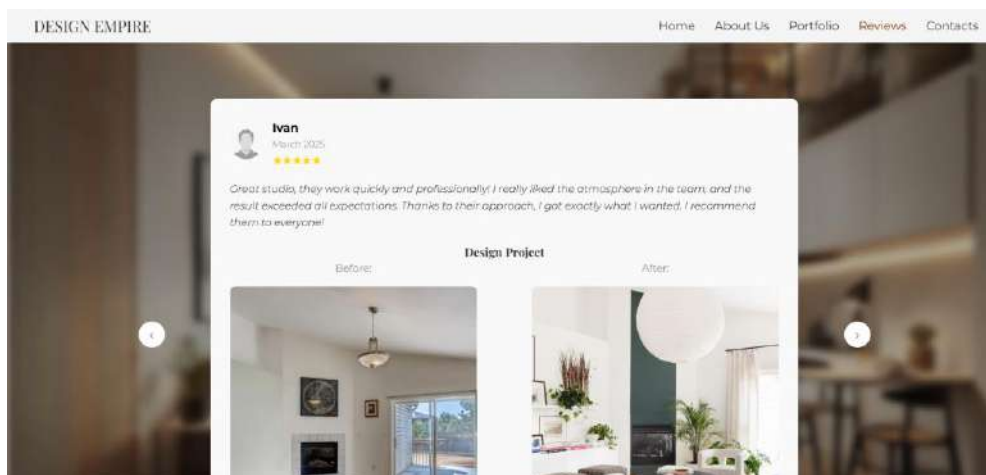 DESIGN EMPIRE
Home About Us Portfolio Reviews Contacts
Ivan
March 2025
Great studio, they work quickly and professionally! I really liked the atmosphere in the team, and the
result exceeded all expectations. Thanks to their approach, I got exactly what I wanted. I recommend
them to everyone!
Design Project
Before: After: